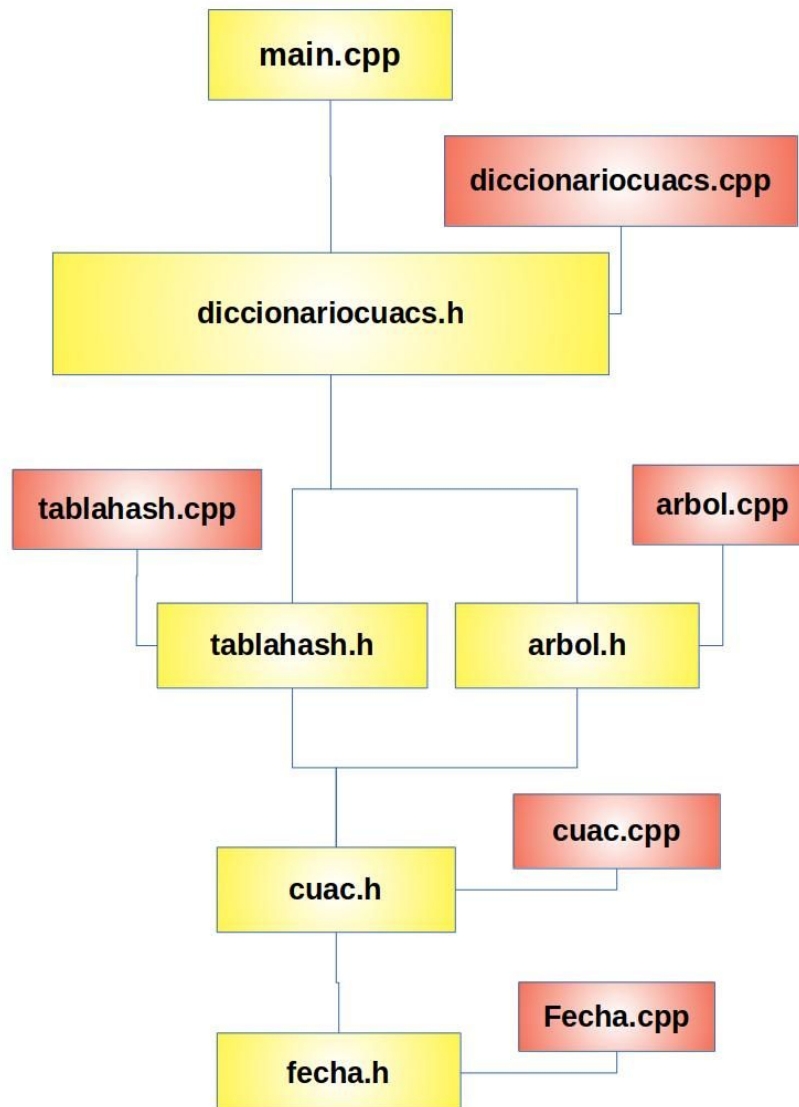 main.cpp
diccionariocuacs.cpp
diccionariocuacs.h
tablahash.cpp
arbol.cpp
tablahash.h
arbol.h
cuac.cpp
cuac.h
Fecha.cpp
fecha.h